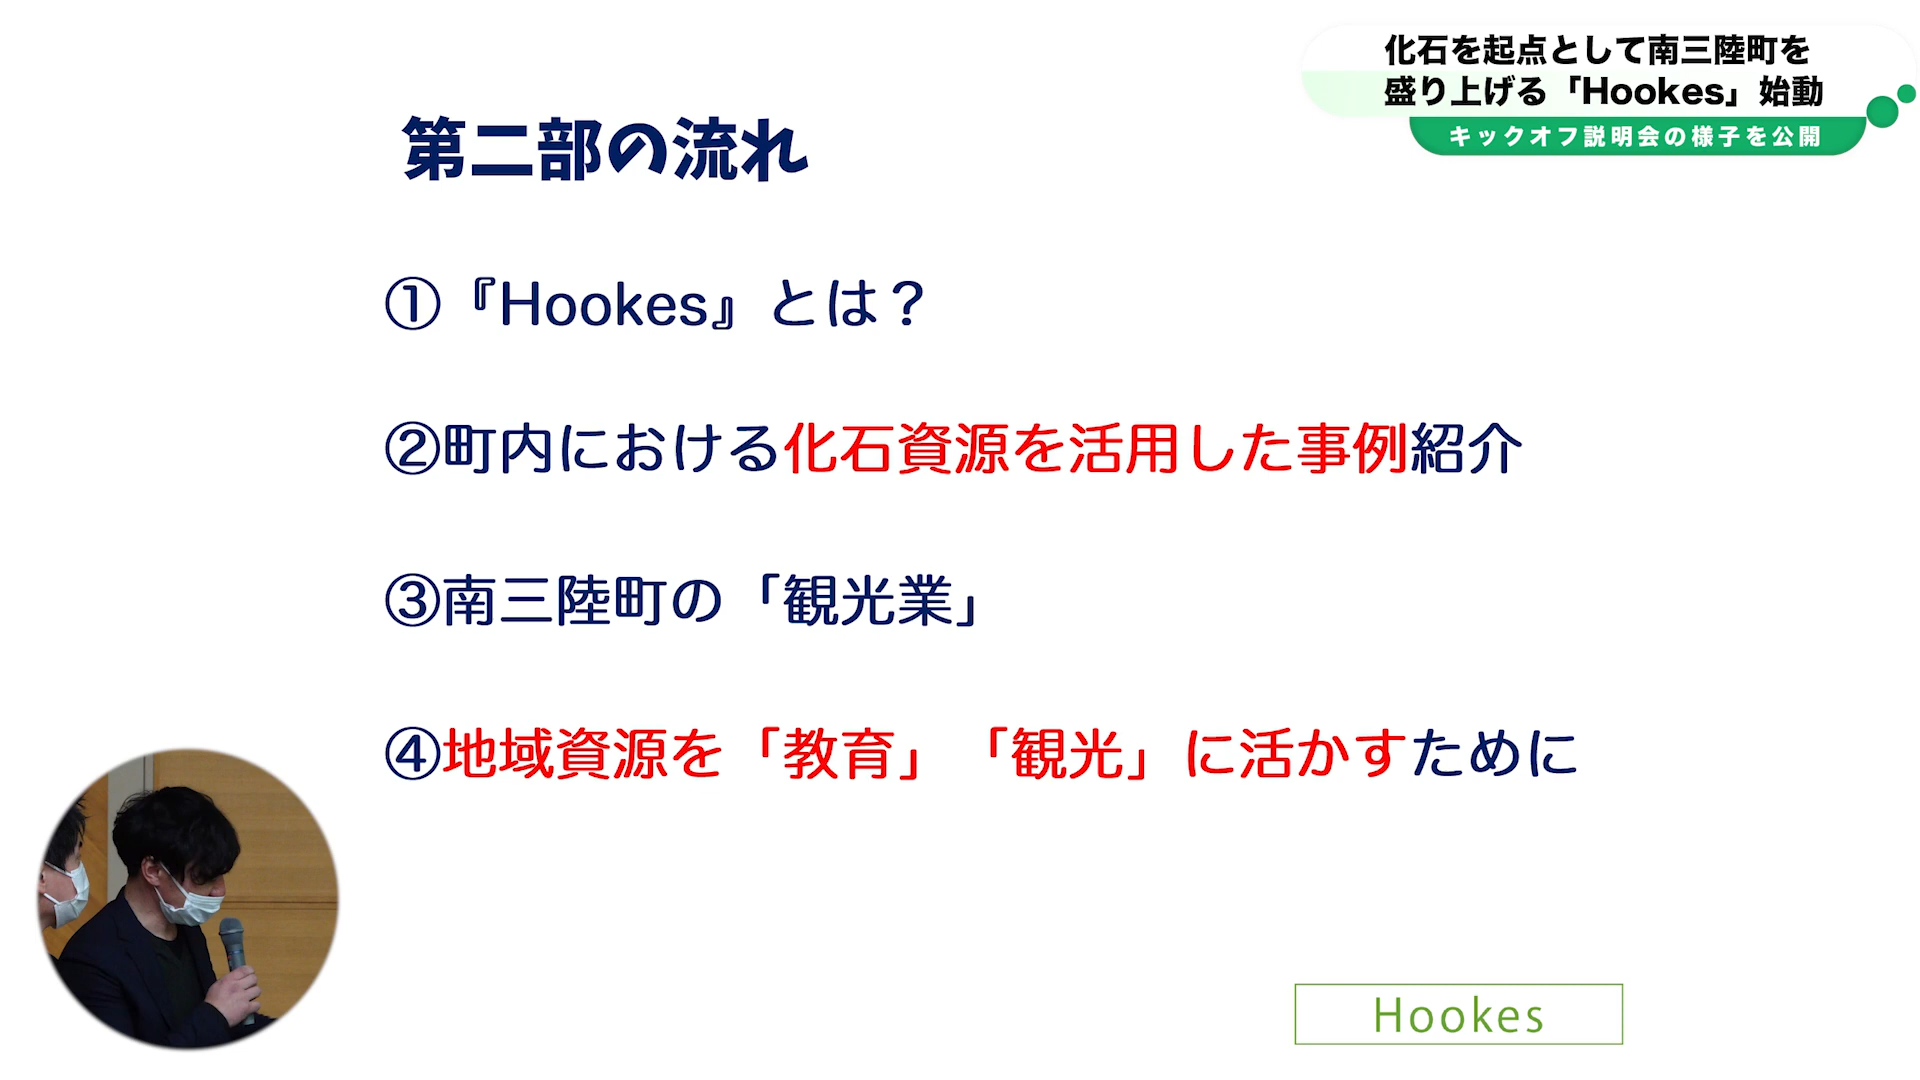 化石を起点として南三陸町を
盛り上げる「Hookes」始動
キックオフ説明会の様子を公開
第二部の流れ
①『Hookes』とは？
②町内における化石資源を活用した事例紹介
③南三陸町の「観光業」
④地域資源を「教育」「観光」に活かすために
Hookes